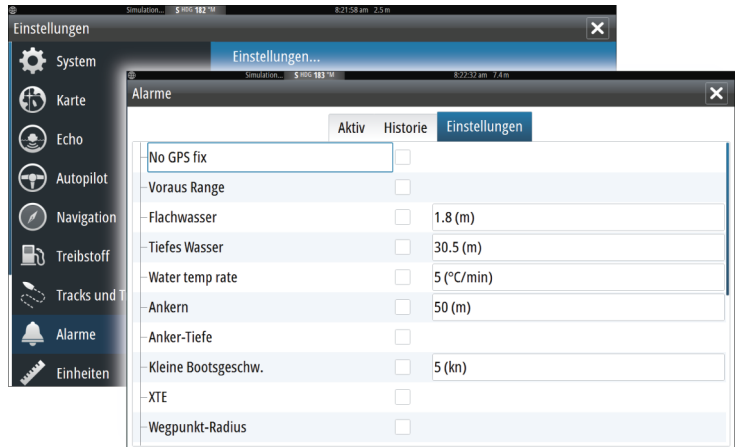 Simulation... S HDG 182 °M 8:21:58 am 2.5 m
Einstellungen
System
Karte
Echo
Autopilot
Navigation
Treibstoff
Tracks und T
Alarme
Einheiten
Einstellungen...
Simulation... S HDG 183 °M 8:22:32 am 7.4 m
Alarme
Aktiv Historie Einstellungen
No GPS fix
Voraus Range
Flachwasser 1.8 (m)
Tiefes Wasser 30.5 (m)
Water temp rate 5 (°C/min)
Ankern 50 (m)
Anker-Tiefe
Kleine Bootsgeschw. 5 (kn)
XTE
Wegpunkt-Radius